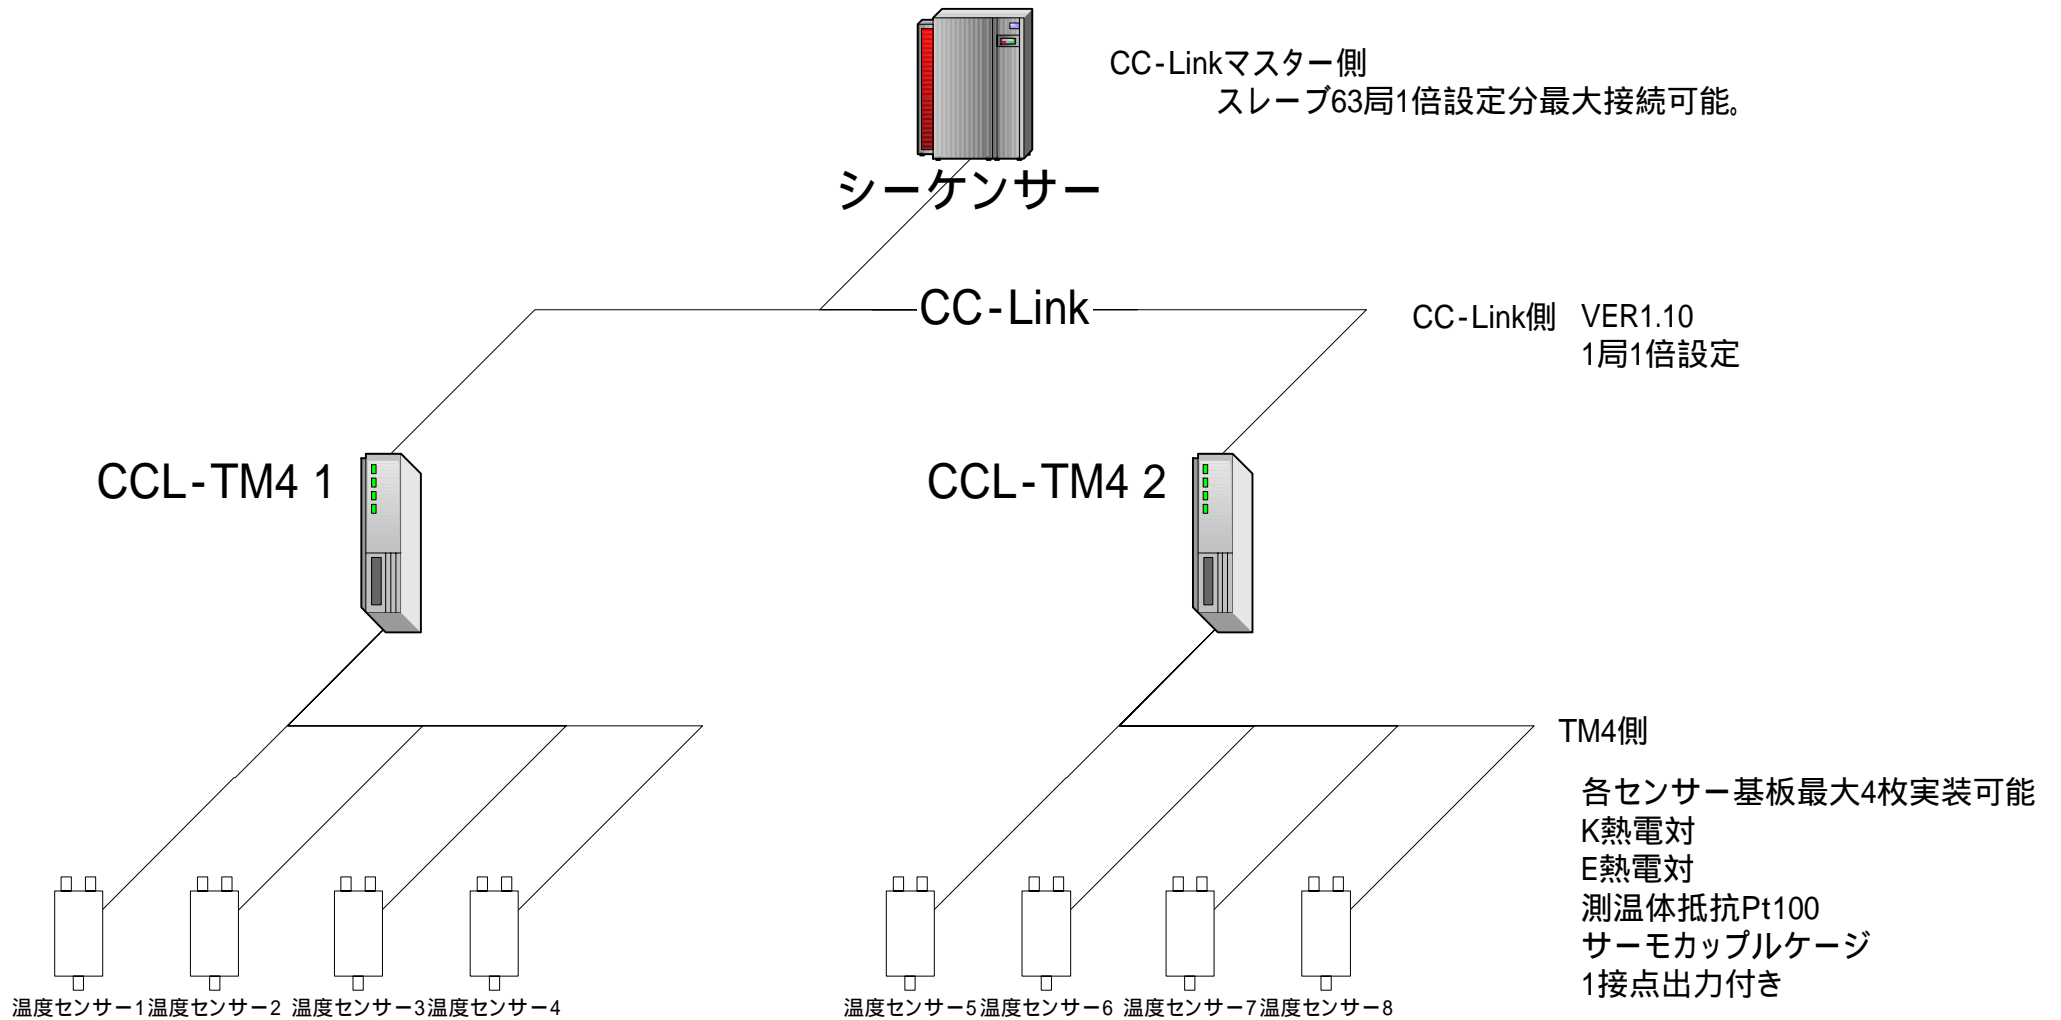 CC-Linkマスター側
スレーブ63局1倍設定分最大接続可能。
シーケンサー
CC-Link
CC-Link側 VER1.10
1局1倍設定
CCL-TM4 1
CCL-TM4 2
TM4側
各センサー基板最大4枚実装可能
K熱電対
E熱電対
測温体抵抗Pt100
サーモカップルケージ
1接点出力付き
温度センサー1
温度センサー2
温度センサー3
温度センサー4
温度センサー5
温度センサー6
温度センサー7
温度センサー8